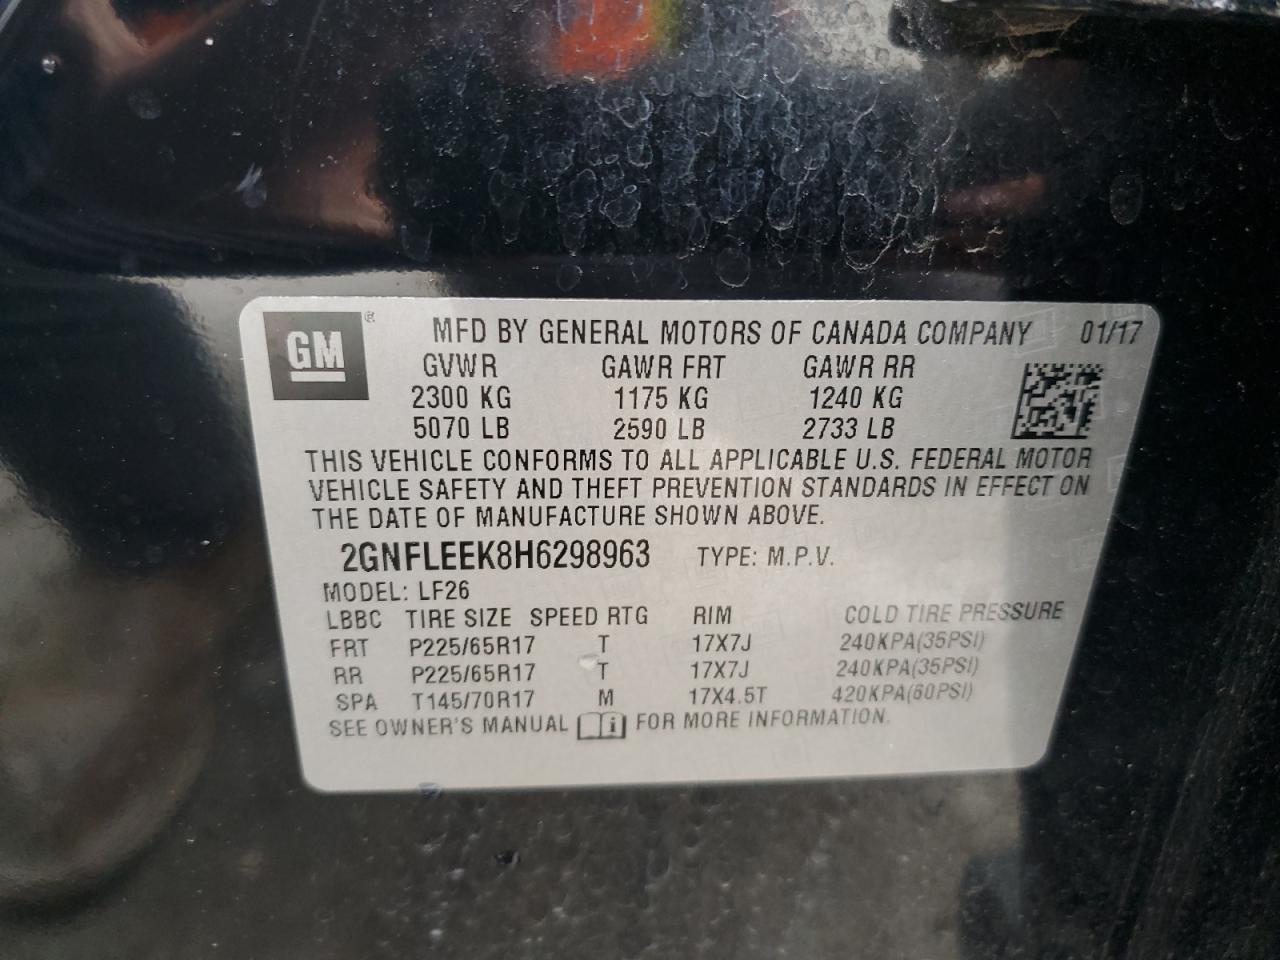 GM ® MFD BY GENERAL MOTORS OF CANADA COMPANY 01/17
GVWR GAWR FRT GAWR RR
2300 KG 1175 KG 1240 KG
5070 LB 2590 LB 2733 LB
THIS VEHICLE CONFORMS TO ALL APPLICABLE U.S. FEDERAL MOTOR
VEHICLE SAFETY AND THEFT PREVENTION STANDARDS IN EFFECT ON
THE DATE OF MANUFACTURE SHOWN ABOVE.
2GNFLEEK8H6298963 TYPE: M.P.V.
MODEL: LF26
LBBC TIRE SIZE SPEED RTG RIM COLD TIRE PRESSURE
FRT P225/65R17 T 17X7J 240KPA(35PSI)
RR P225/65R17 T 17X7J 240KPA(35PSI)
SPA T145/70R17 M 17X4.5T 420KPA(60PSI)
SEE OWNER'S MANUAL i FOR MORE INFORMATION.